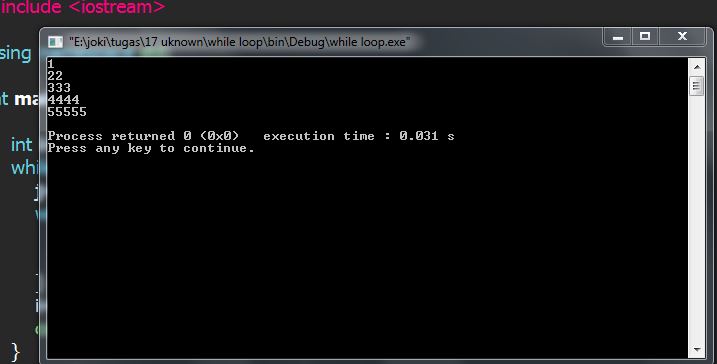 include <iostream>
"E:\joki\tugas\17 uknown\while loop\bin\Debug\while loop.exe"
sing
1
22
333
4444
55555
Process returned 0 (0x0)   execution time : 0.031 s
Press any key to continue.
int
whi
}